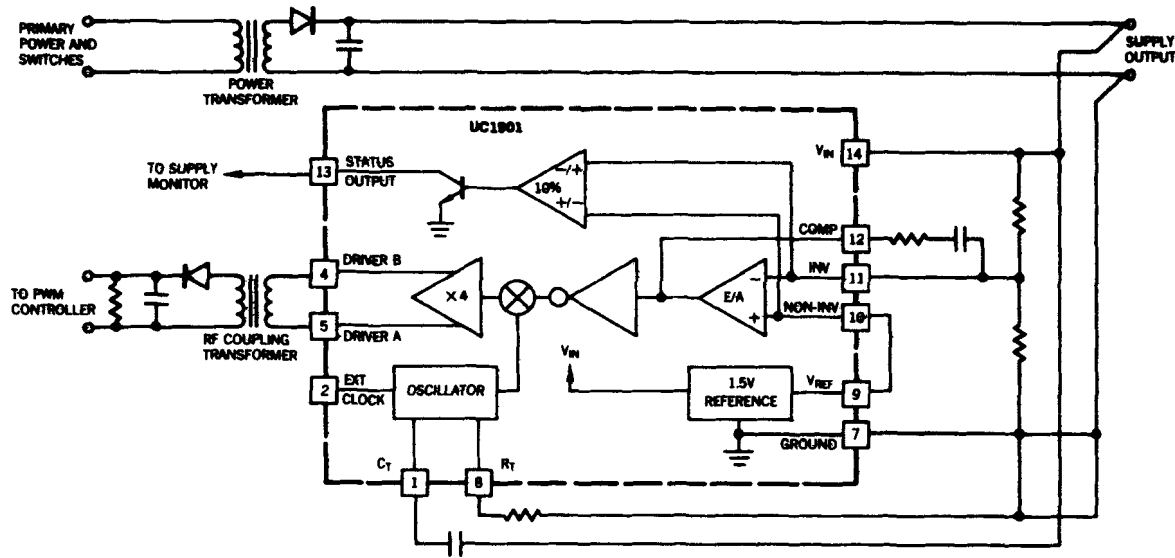 PRIMARY
POWER AND
SWITCHES
POWER
TRANSFORMER
SUPPLY
OUTPUT
UC1901
TO SUPPLY
MONITOR
13
STATUS
OUTPUT
10%
−/+
+/−
VIN
14
COMP
12
INV
11
NON-INV
10
TO PWM
CONTROLLER
RF COUPLING
TRANSFORMER
4
DRIVER B
5
DRIVER A
X4
E/A
−
+
2
EXT
CLOCK
OSCILLATOR
VIN
1.5V
REFERENCE
VREF
9
7
GROUND
CT
1
8
RT